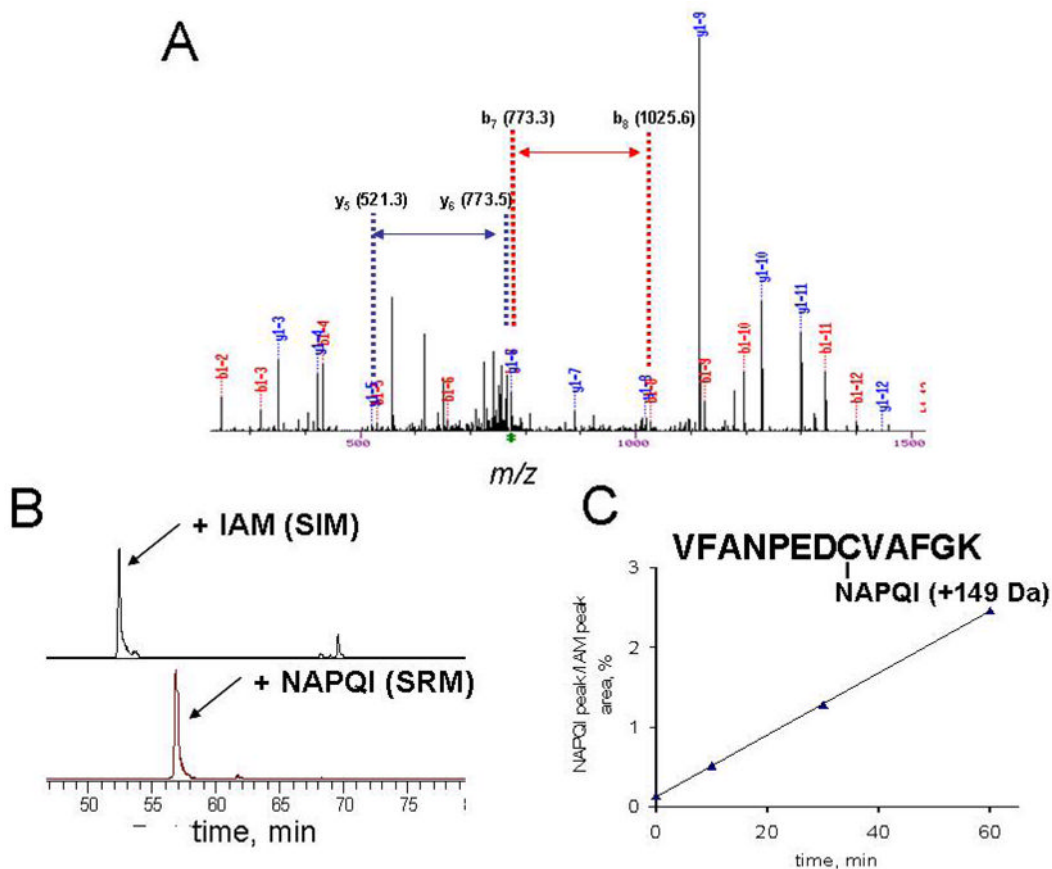 A
y1-9
b₇ (773.3)
b₈ (1025.6)
y₅ (521.3)
y₆ (773.5)
b1-2
b1-3
y1-3
y1-4
b1-4
y1-5
b1-5
b1-6
y1-6
y1-7
y1-8
b1-8
b1-9
b1-10
y1-10
y1-11
b1-11
b1-12
y1-12
500
1000
1500
m/z
B
+ IAM (SIM)
+ NAPQI (SRM)
50 55 60 65 70 75
time, min
C
VFANPEDCVAFGK
NAPQI (+149 Da)
NAPQI peak/IAM peak
area, %
3
2
1
0
0 20 40 60
time, min